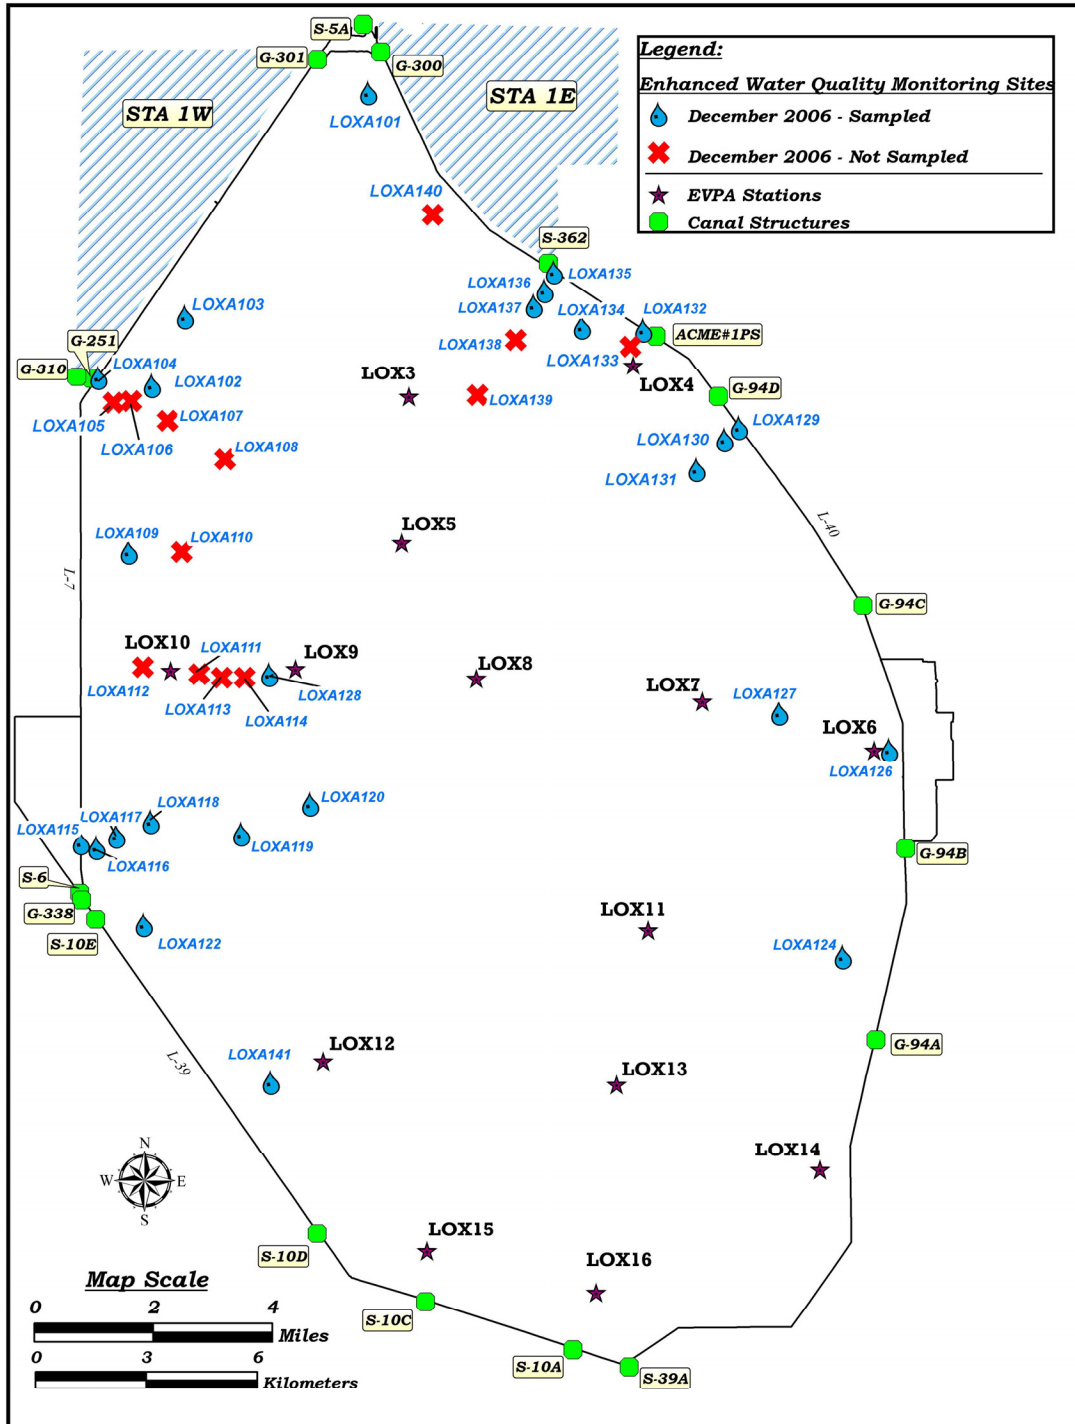 S-5A
G-301
G-300
Legend:
Enhanced Water Quality Monitoring Sites
December 2006 - Sampled
December 2006 - Not Sampled
EVPA Stations
Canal Structures
STA 1W
STA 1E
LOXA101
LOXA140
S-362
LOXA135
LOXA136
LOXA137
LOXA134
LOXA132
LOXA103
G-251
LOXA138
ACME#1PS
LOXA133
G-310
LOXA104
LOXA102
LOX3
LOX4
G-94D
LOXA139
LOXA107
LOXA105
LOXA106
LOXA129
LOXA130
LOXA108
LOXA131
LOX5
L-40
LOXA109
LOXA110
L-7
G-94C
LOX10
LOXA111
LOX9
LOX8
LOX7
LOXA112
LOXA128
LOXA127
LOXA113
LOXA114
LOX6
LOXA126
LOXA118
LOXA120
LOXA117
LOXA115
LOXA119
LOXA116
G-94B
S-6
G-338
LOX11
S-10E
LOXA122
LOXA124
LOX12
G-94A
LOXA141
L-39
LOX13
N
W
E
S
LOX14
LOX15
S-10D
LOX16
Map Scale
0 2 4
Miles
S-10C
0 3 6
Kilometers
S-10A
S-39A